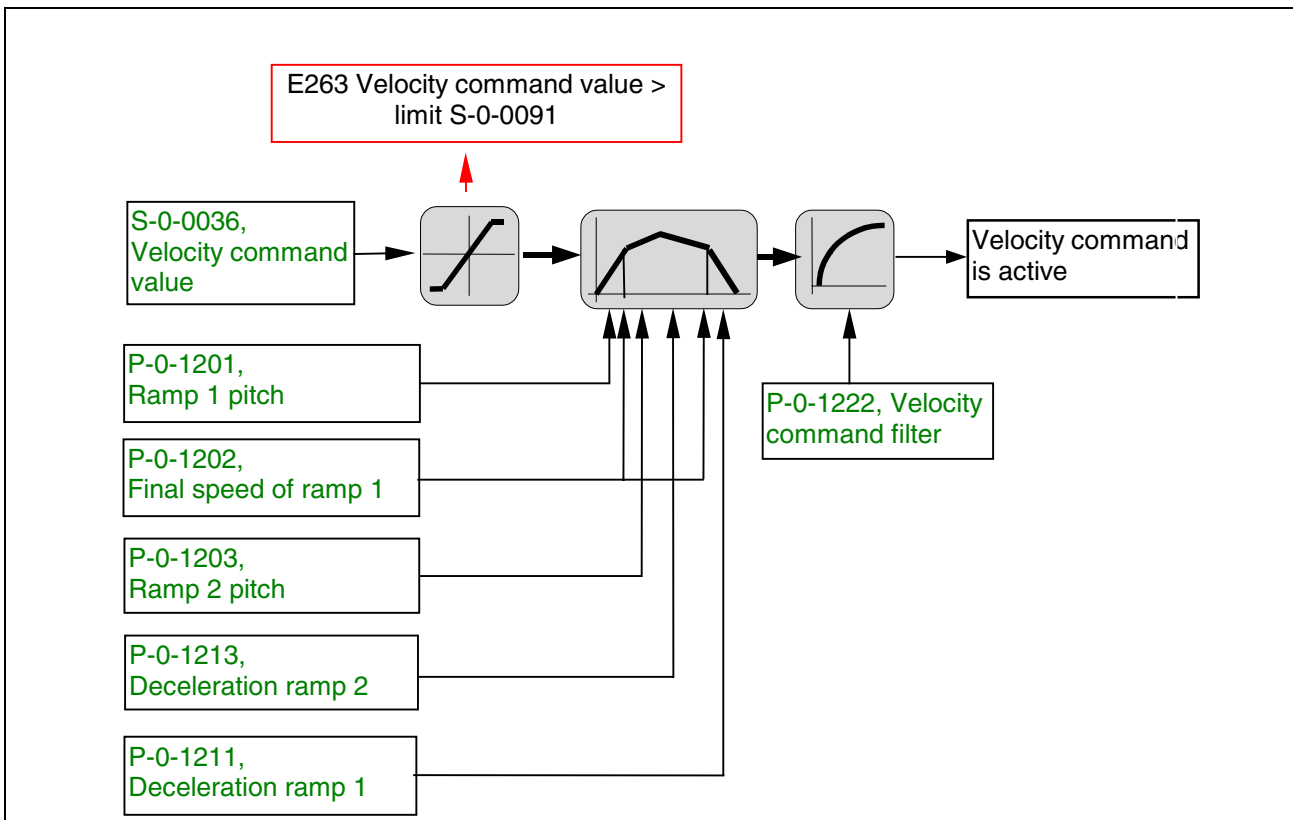 E263 Velocity command value >
limit S-0-0091
S-0-0036,
Velocity command
value
Velocity command
is active
P-0-1201,
Ramp 1 pitch
P-0-1222, Velocity
command filter
P-0-1202,
Final speed of ramp 1
P-0-1203,
Ramp 2 pitch
P-0-1213,
Deceleration ramp 2
P-0-1211,
Deceleration ramp 1